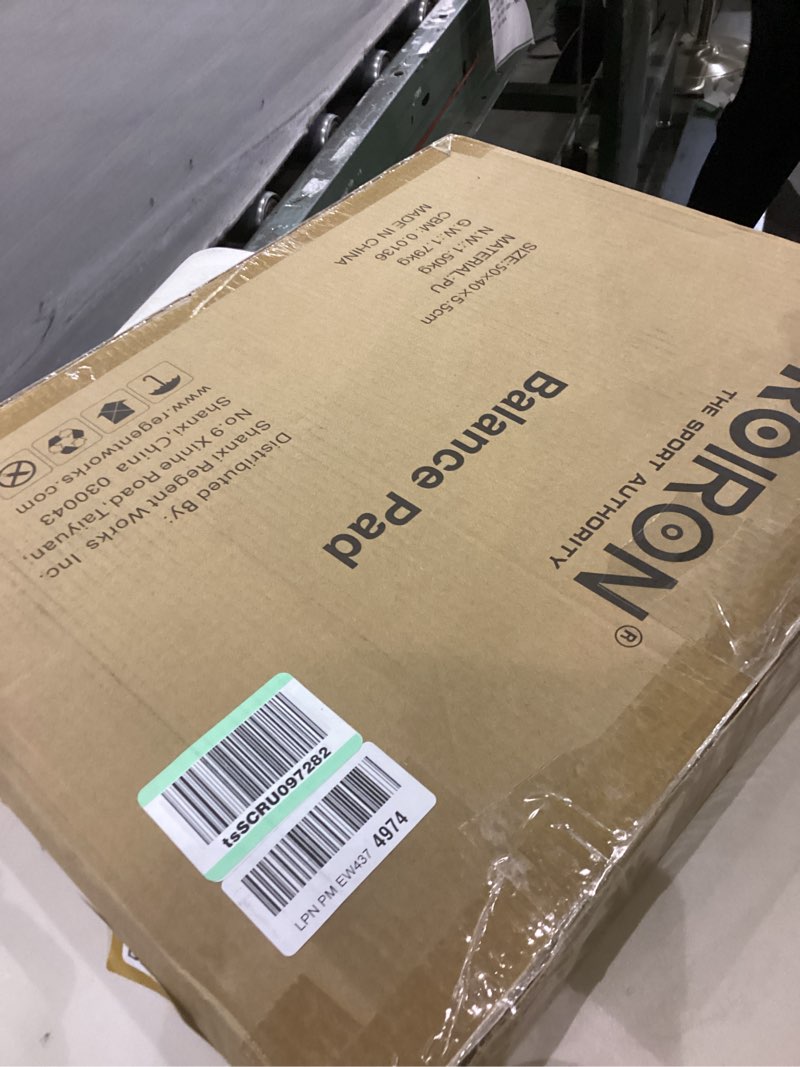 ROIRON®
THE SPORT AUTHORITY
Balance Pad
SIZE:50x40x5.5cm
MATERIAL:PU
N.W.:1.50kg
G.W.:1.79kg
CBM: 0.0136
MADE IN CHINA
Distributed By:
Shanxi Regent Works Inc.
No.9 Xinhe Road,Taiyuan,
Shanxi.China 030043
www.regentworks.com
tsSCRU097282
LPN PM EW437 4974